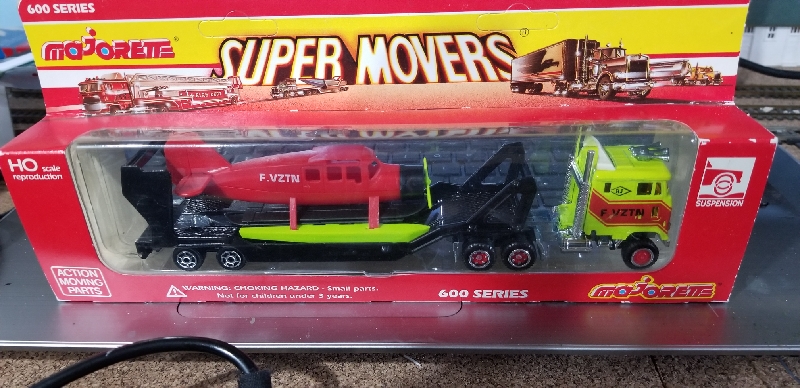 600 SERIES
MAJORETTE®
SUPER MOVERS®
HO scale
reproduction
F.VZTN
F.VZTN
SUSPENSION
ACTION
MOVING
PARTS
WARNING: CHOKING HAZARD - Small parts.
Not for children under 3 years.
600 SERIES
MAJORETTE